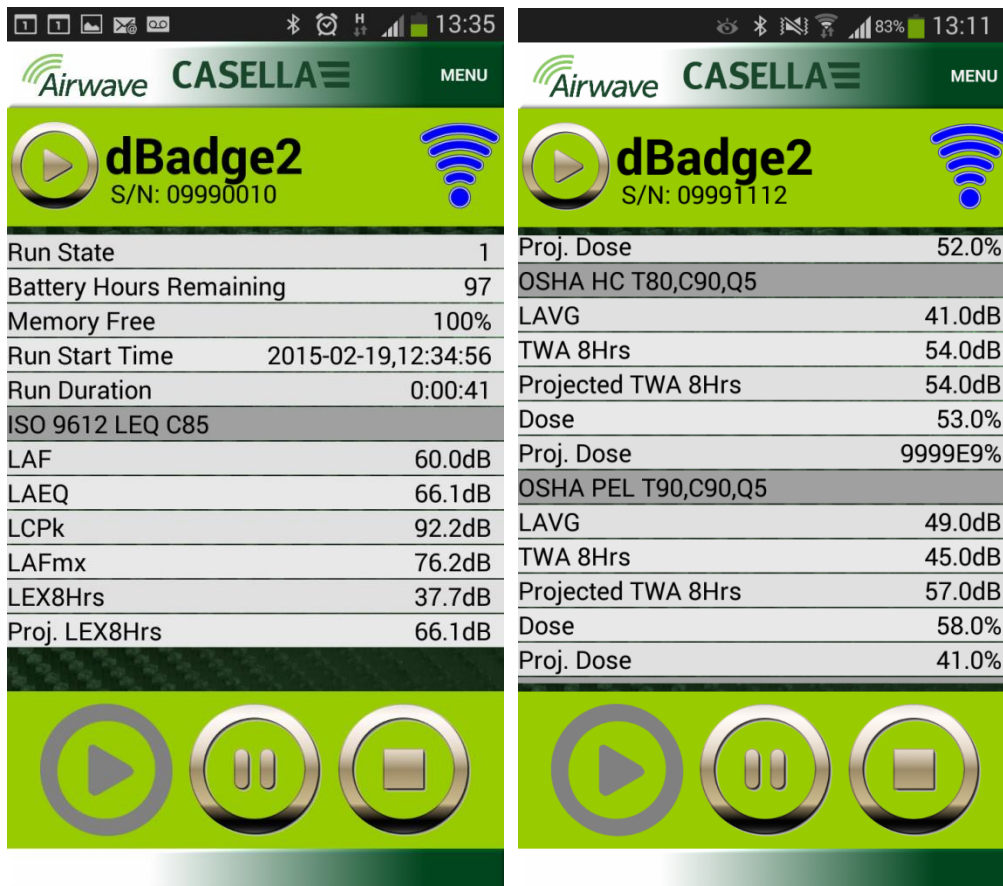 1 1 H 13:35
Airwave CASELLA MENU
dBadge2
S/N: 09990010
Run State 1
Battery Hours Remaining 97
Memory Free 100%
Run Start Time 2015-02-19,12:34:56
Run Duration 0:00:41
ISO 9612 LEQ C85
LAF 60.0dB
LAEQ 66.1dB
LCPk 92.2dB
LAFmx 76.2dB
LEX8Hrs 37.7dB
Proj. LEX8Hrs 66.1dB
83% 13:11
Airwave CASELLA MENU
dBadge2
S/N: 09991112
Proj. Dose 52.0%
OSHA HC T80,C90,Q5
LAVG 41.0dB
TWA 8Hrs 54.0dB
Projected TWA 8Hrs 54.0dB
Dose 53.0%
Proj. Dose 9999E9%
OSHA PEL T90,C90,Q5
LAVG 49.0dB
TWA 8Hrs 45.0dB
Projected TWA 8Hrs 57.0dB
Dose 58.0%
Proj. Dose 41.0%